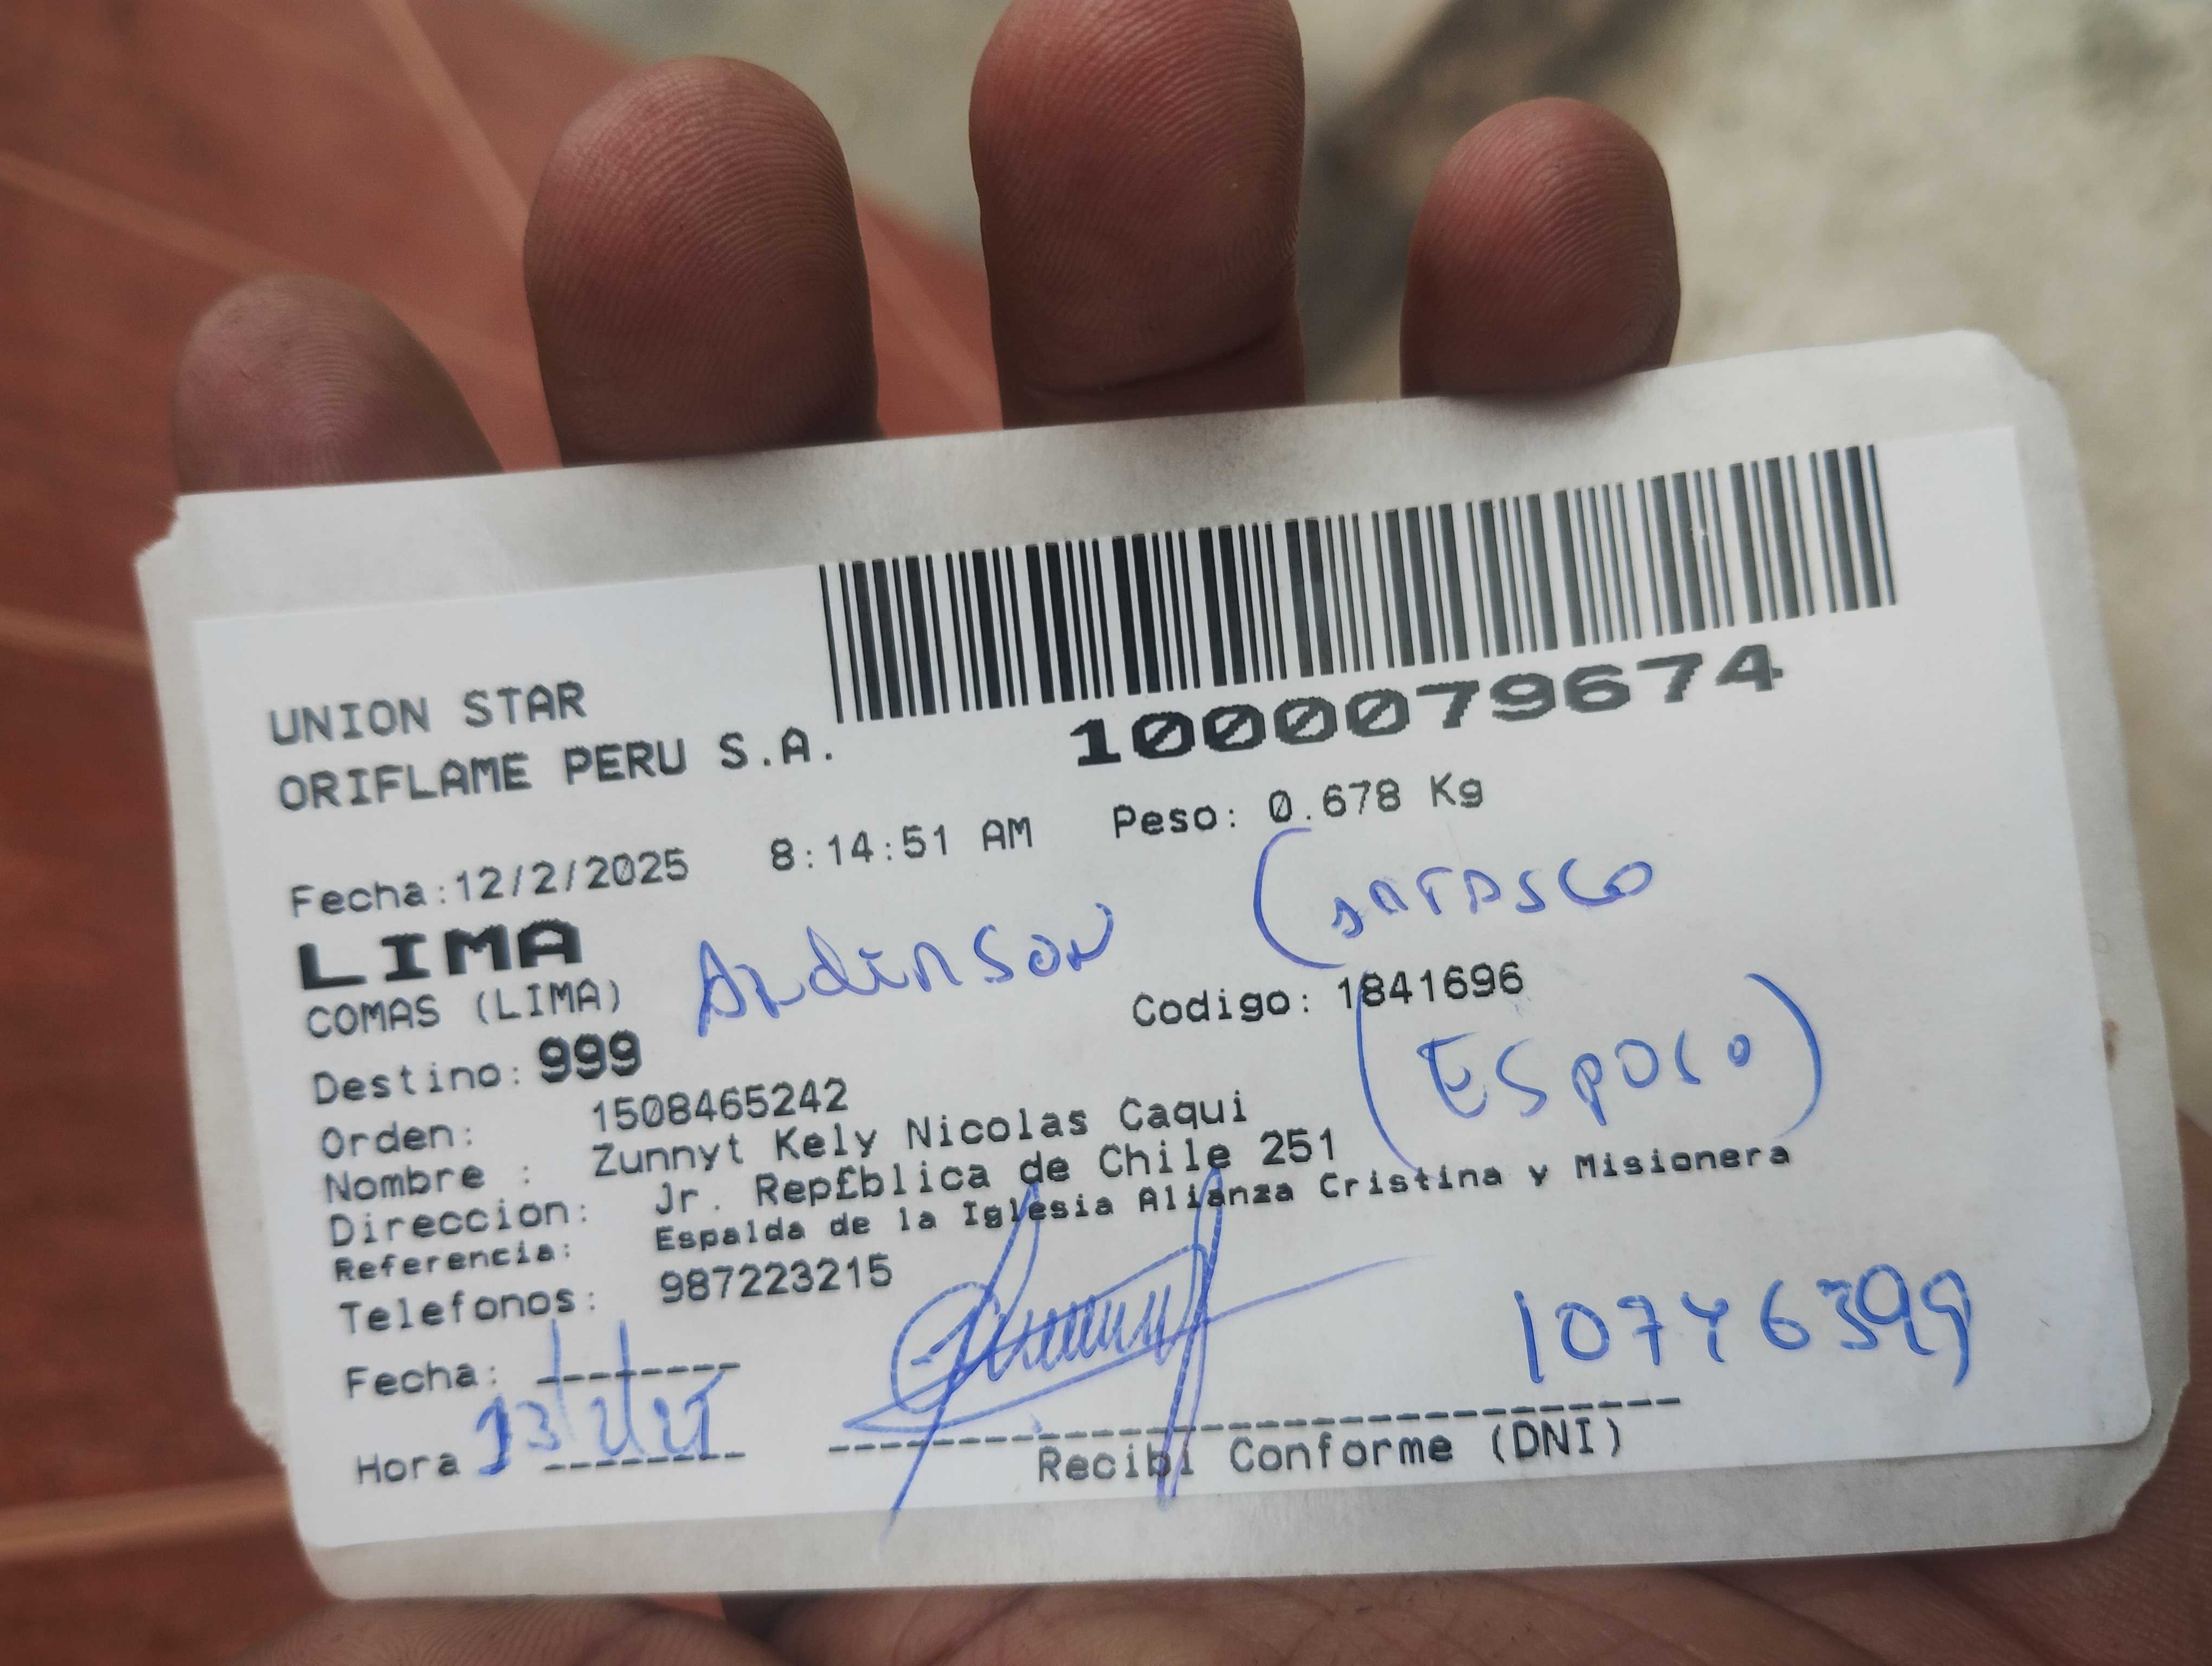 UNION STAR
ORIFLAME PERU S.A.
1000079674
Fecha:12/2/2025 8:14:51 AM Peso: 0.678 Kg
LIMA
COMAS (LIMA)
Codigo: 1841696
(Esposo)
Destino: 999
Orden: 1508465242
Nombre : Zunnyt Kely Nicolas Caqui
Direccion: Jr. Rep£blica de Chile 251
Referencia: Espalda de la Iglesia Alianza Cristina y Misionera
Telefonos: 987223215
Fecha:
Hora
Recibi Conforme (DNI)